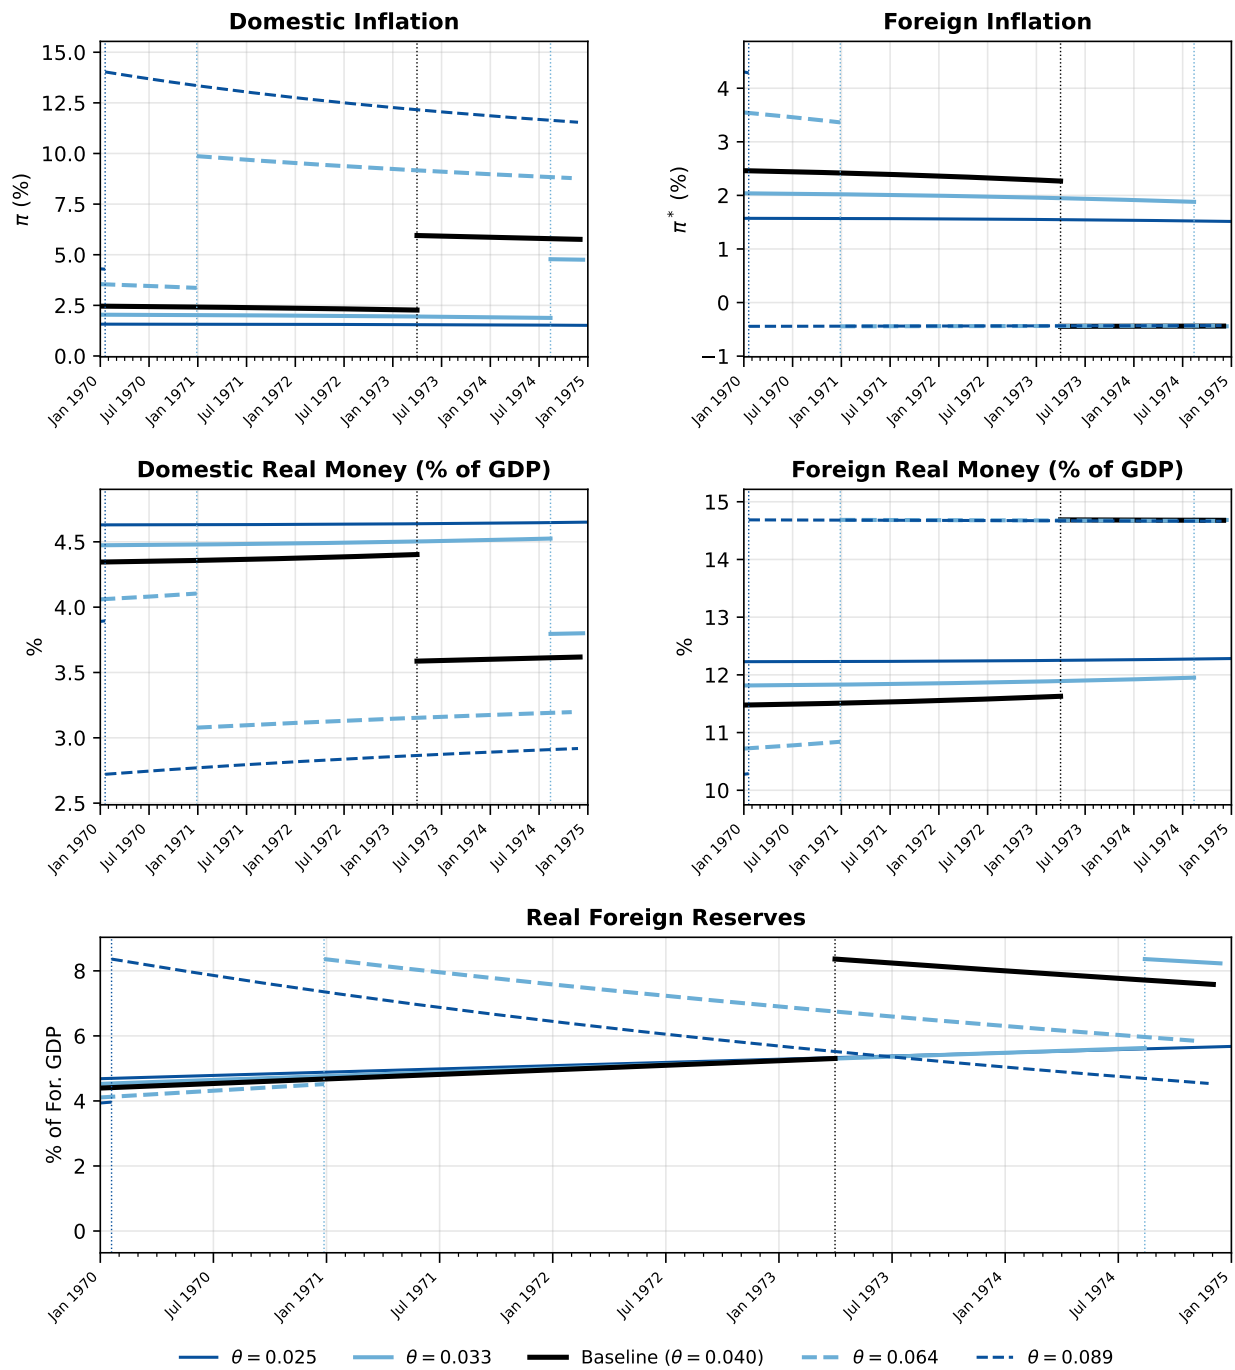 Domestic Inflation
π (%)
15.0
12.5
10.0
7.5
5.0
2.5
0.0
Jan 1970
Jul 1970
Jan 1971
Jul 1971
Jan 1972
Jul 1972
Jan 1973
Jul 1973
Jan 1974
Jul 1974
Jan 1975
Foreign Inflation
π* (%)
4
3
2
1
0
−1
Jan 1970
Jul 1970
Jan 1971
Jul 1971
Jan 1972
Jul 1972
Jan 1973
Jul 1973
Jan 1974
Jul 1974
Jan 1975
Domestic Real Money (% of GDP)
%
4.5
4.0
3.5
3.0
2.5
Jan 1970
Jul 1970
Jan 1971
Jul 1971
Jan 1972
Jul 1972
Jan 1973
Jul 1973
Jan 1974
Jul 1974
Jan 1975
Foreign Real Money (% of GDP)
%
15
14
13
12
11
10
Jan 1970
Jul 1970
Jan 1971
Jul 1971
Jan 1972
Jul 1972
Jan 1973
Jul 1973
Jan 1974
Jul 1974
Jan 1975
Real Foreign Reserves
% of For. GDP
8
6
4
2
0
Jan 1970
Jul 1970
Jan 1971
Jul 1971
Jan 1972
Jul 1972
Jan 1973
Jul 1973
Jan 1974
Jul 1974
Jan 1975
θ = 0.025 θ = 0.033 Baseline (θ = 0.040) θ = 0.064 θ = 0.089